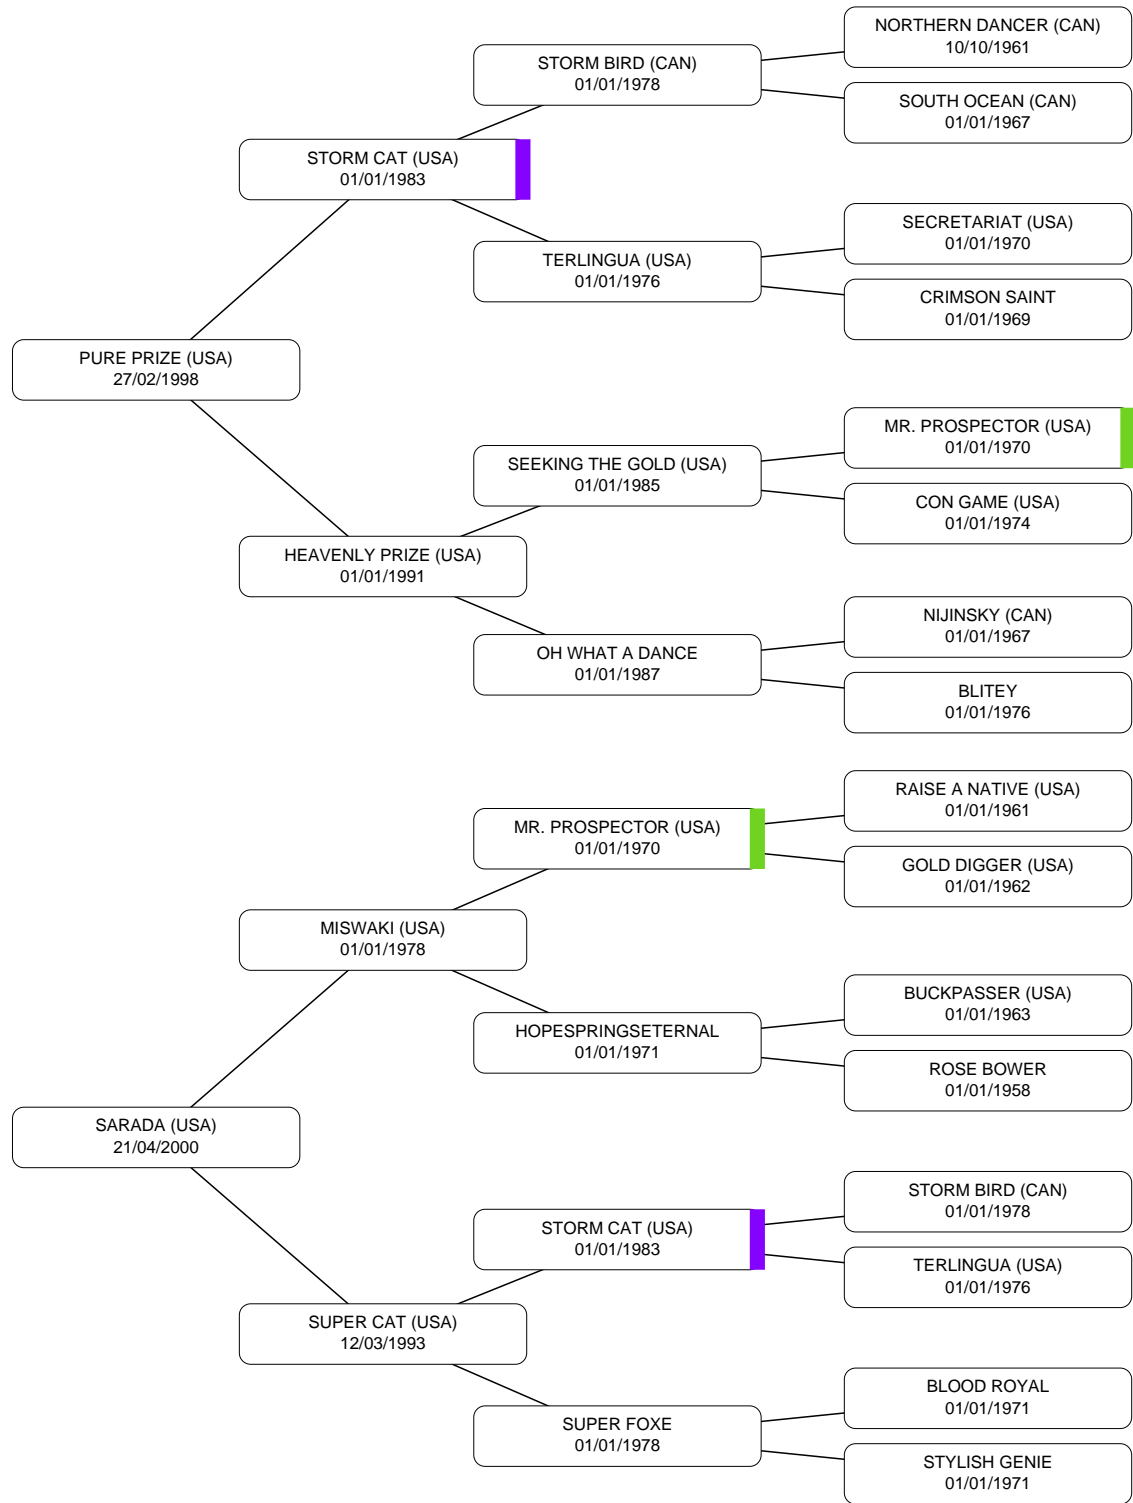 NORTHERN DANCER (CAN)
10/10/1961
STORM BIRD (CAN)
01/01/1978
SOUTH OCEAN (CAN)
01/01/1967
STORM CAT (USA)
01/01/1983
SECRETARIAT (USA)
01/01/1970
TERLINGUA (USA)
01/01/1976
CRIMSON SAINT
01/01/1969
PURE PRIZE (USA)
27/02/1998
MR. PROSPECTOR (USA)
01/01/1970
SEEKING THE GOLD (USA)
01/01/1985
CON GAME (USA)
01/01/1974
HEAVENLY PRIZE (USA)
01/01/1991
NIJINSKY (CAN)
01/01/1967
OH WHAT A DANCE
01/01/1987
BLITEY
01/01/1976
RAISE A NATIVE (USA)
01/01/1961
MR. PROSPECTOR (USA)
01/01/1970
GOLD DIGGER (USA)
01/01/1962
MISWAKI (USA)
01/01/1978
BUCKPASSER (USA)
01/01/1963
HOPESPRINGSETERNAL
01/01/1971
ROSE BOWER
01/01/1958
SARADA (USA)
21/04/2000
STORM BIRD (CAN)
01/01/1978
STORM CAT (USA)
01/01/1983
TERLINGUA (USA)
01/01/1976
SUPER CAT (USA)
12/03/1993
BLOOD ROYAL
01/01/1971
SUPER FOXE
01/01/1978
STYLISH GENIE
01/01/1971